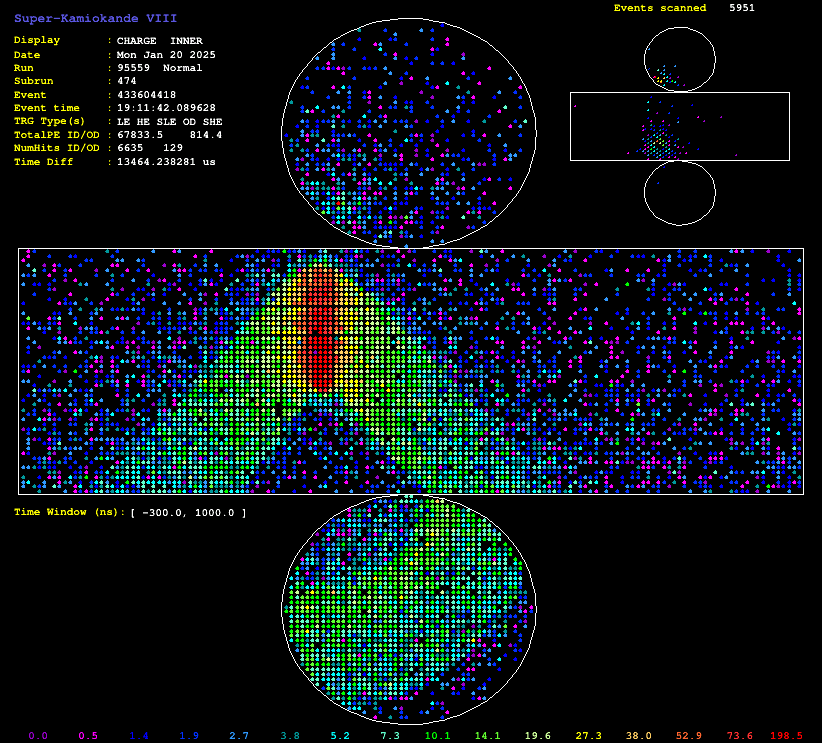 Super-Kamiokande VIII
Events scanned 5951
Display : CHARGE INNER
Date : Mon Jan 20 2025
Run : 95559 Normal
Subrun : 474
Event : 433604418
Event time : 19:11:42.089628
TRG Type(s) : LE HE SLE OD SHE
TotalPE ID/OD : 67833.5 814.4
NumHits ID/OD : 6635 129
Time Diff : 13464.238281 us
Time Window (ns): [ -300.0, 1000.0 ]
0.0 0.5 1.4 1.9 2.7 3.8 5.2 7.3 10.1 14.1 19.6 27.3 38.0 52.9 73.6 198.5